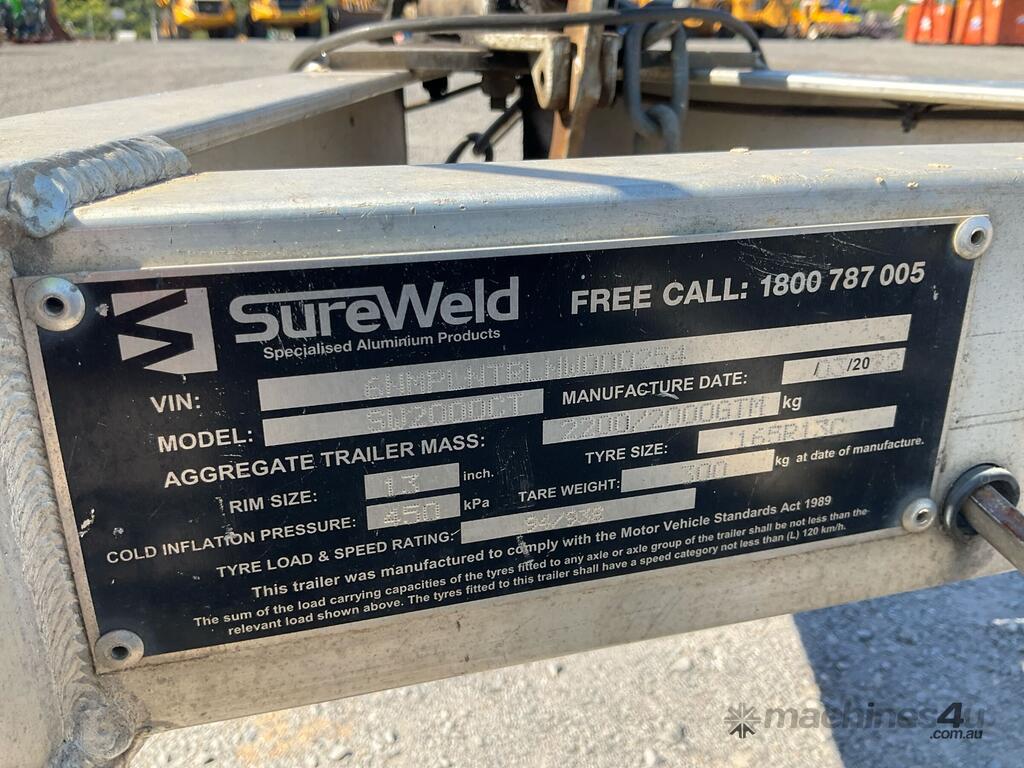 SureWeld
Specialised Aluminium Products
FREE CALL: 1800 787 005
VIN:
MODEL: SW2000CT
MANUFACTURE DATE: 03/20
AGGREGATE TRAILER MASS: 2200/2000GTM kg
RIM SIZE: 13 inch.
TYRE SIZE: 165R13C
COLD INFLATION PRESSURE: 450 kPa
TARE WEIGHT: 300 kg at date of manufacture.
TYRE LOAD & SPEED RATING:
This trailer was manufactured to comply with the Motor Vehicle Standards Act 1989
The sum of the load carrying capacities of the tyres fitted to any axle or axle group of the trailer shall be not less than the
relevant load shown above. The tyres fitted to this trailer shall have a speed category not less than (L) 120 km/h.
machines4u
.com.au